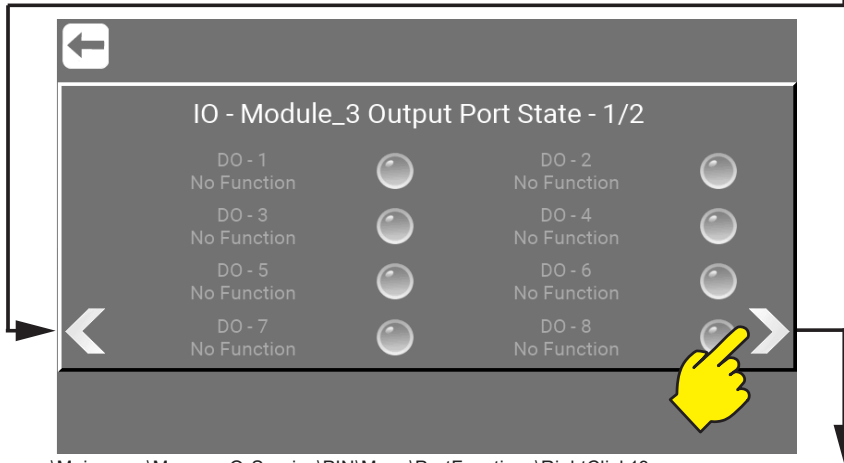 IO - Module_3 Output Port State - 1/2
DO - 1
No Function
DO - 2
No Function
DO - 3
No Function
DO - 4
No Function
DO - 5
No Function
DO - 6
No Function
DO - 7
No Function
DO - 8
No Function